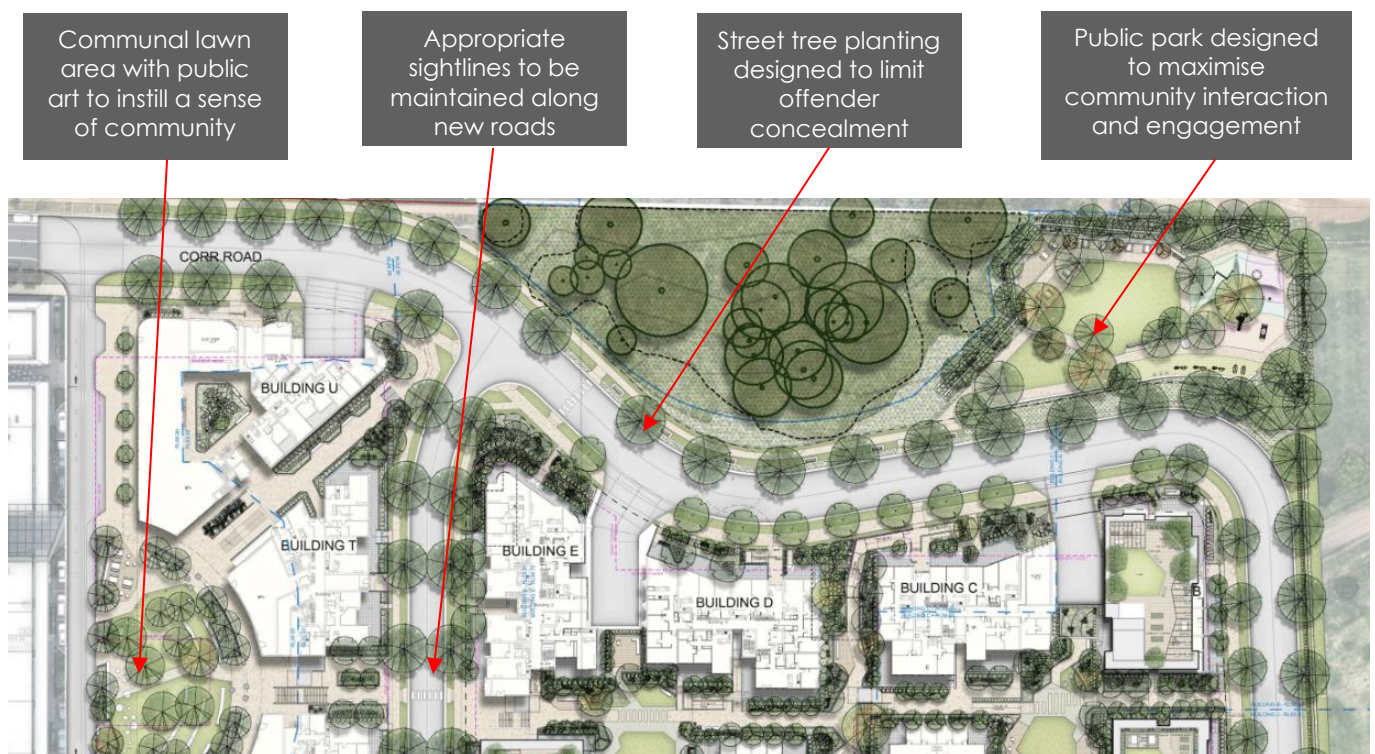 Communal lawn
area with public
art to instill a sense
of community
Appropriate
sightlines to be
maintained along
new roads
Street tree planting
designed to limit
offender
concealment
Public park designed
to maximise
community interaction
and engagement
CORR ROAD
BUILDING U
BUILDING T
BUILDING E
BUILDING D
BUILDING C
B